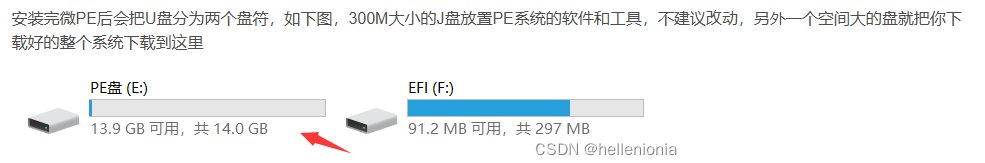 安装完微PE后会把U盘分为两个盘符，如下图，300M大小的J盘放置PE系统的软件和工具，不建议改动，另外一个空间大的盘就把你下
载好的整个系统下载到这里
PE盘 (E:)
13.9 GB 可用，共 14.0 GB
EFI (F:)
91.2 MB 可用，共 297 MB
CSDN @hellenionia